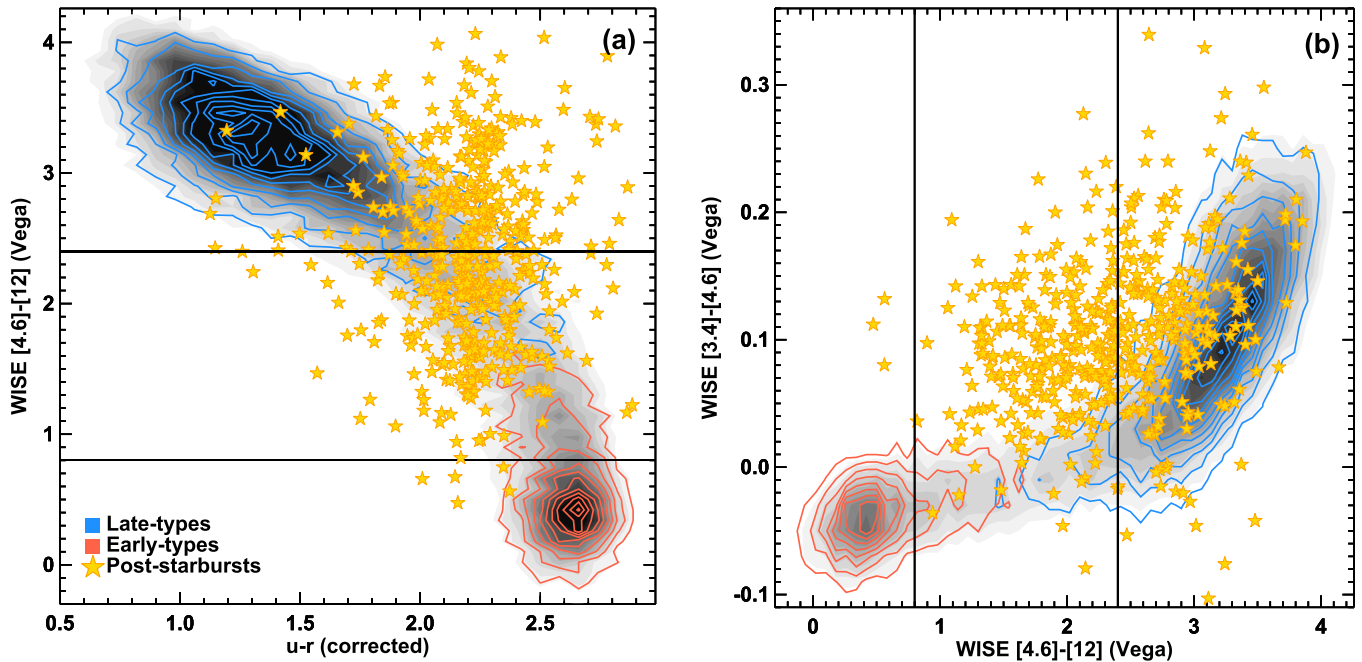 (a)
4
3
2
1
0
WISE [4.6]-[12] (Vega)
Late-types
Early-types
Post-starbursts
0.5 1.0 1.5 2.0 2.5
u-r (corrected)
(b)
0.3
0.2
0.1
0.0
-0.1
WISE [3.4]-[4.6] (Vega)
0 1 2 3 4
WISE [4.6]-[12] (Vega)